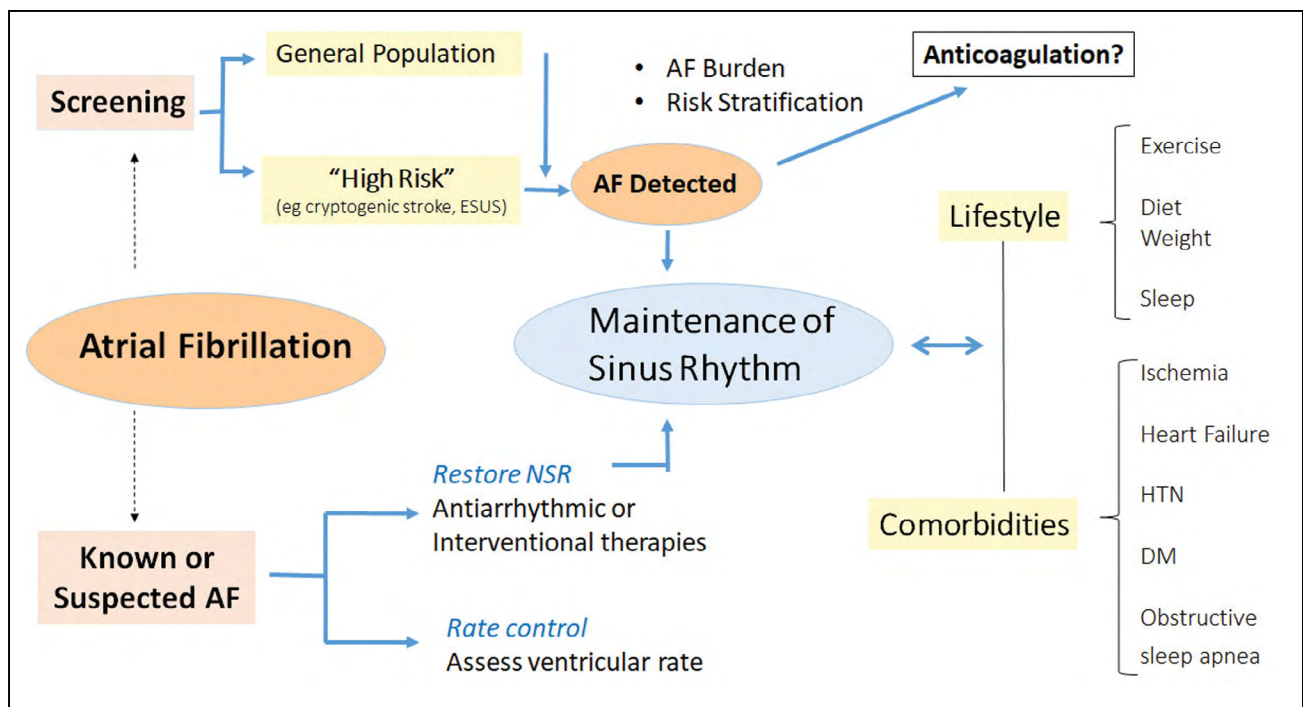 Screening
General Population
“High Risk”
(eg cryptogenic stroke, ESUS)
• AF Burden
• Risk Stratification
Anticoagulation?
AF Detected
Atrial Fibrillation
Maintenance of
Sinus Rhythm
Lifestyle
Exercise
Diet
Weight
Sleep
Comorbidities
Ischemia
Heart Failure
HTN
DM
Obstructive
sleep apnea
Known or
Suspected AF
Restore NSR
Antiarrhythmic or
Interventional therapies
Rate control
Assess ventricular rate